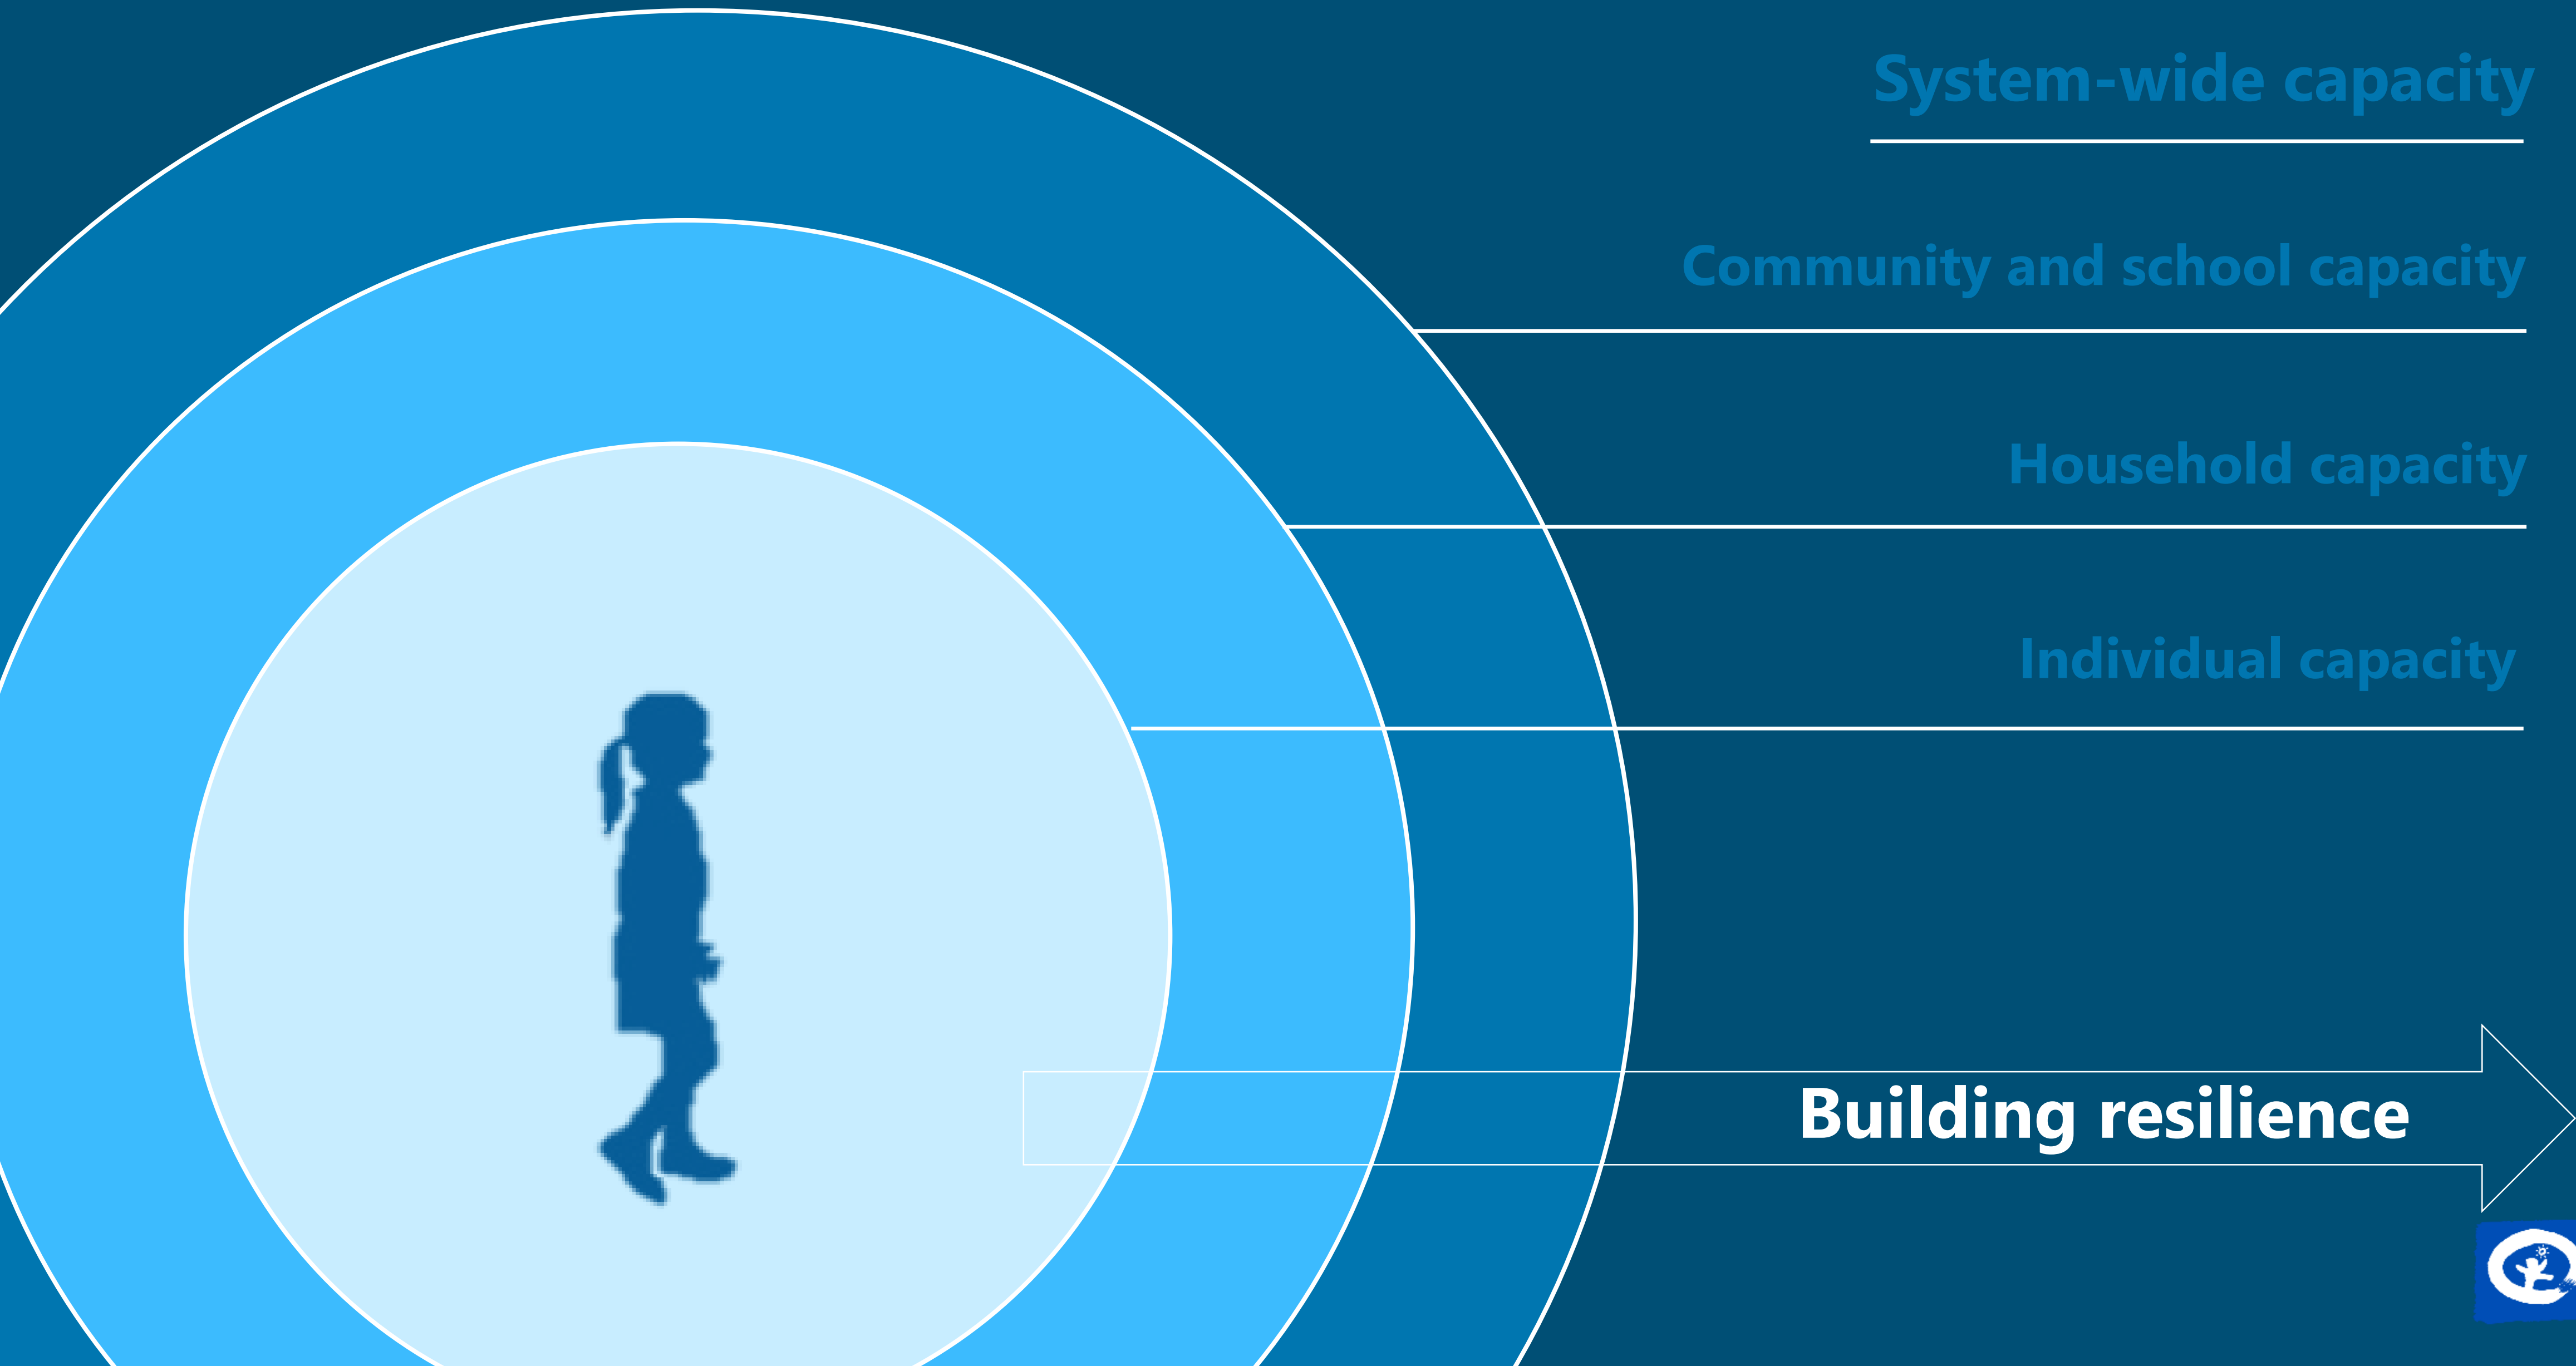 System-wide capacity
Community and school capacity
Household capacity
Individual capacity
Building resilience